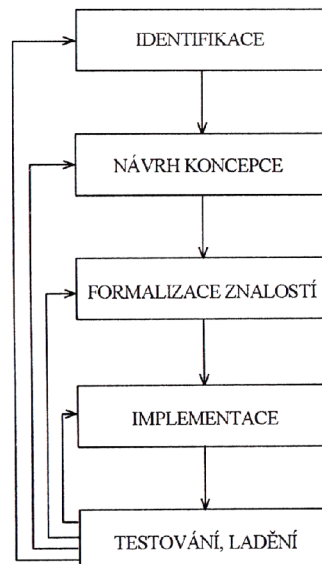 IDENTIFIKACE
NÁVRH KONCEPCE
FORMALIZACE ZNALOSTÍ
IMPLEMENTACE
TESTOVÁNÍ, LADĚNÍ